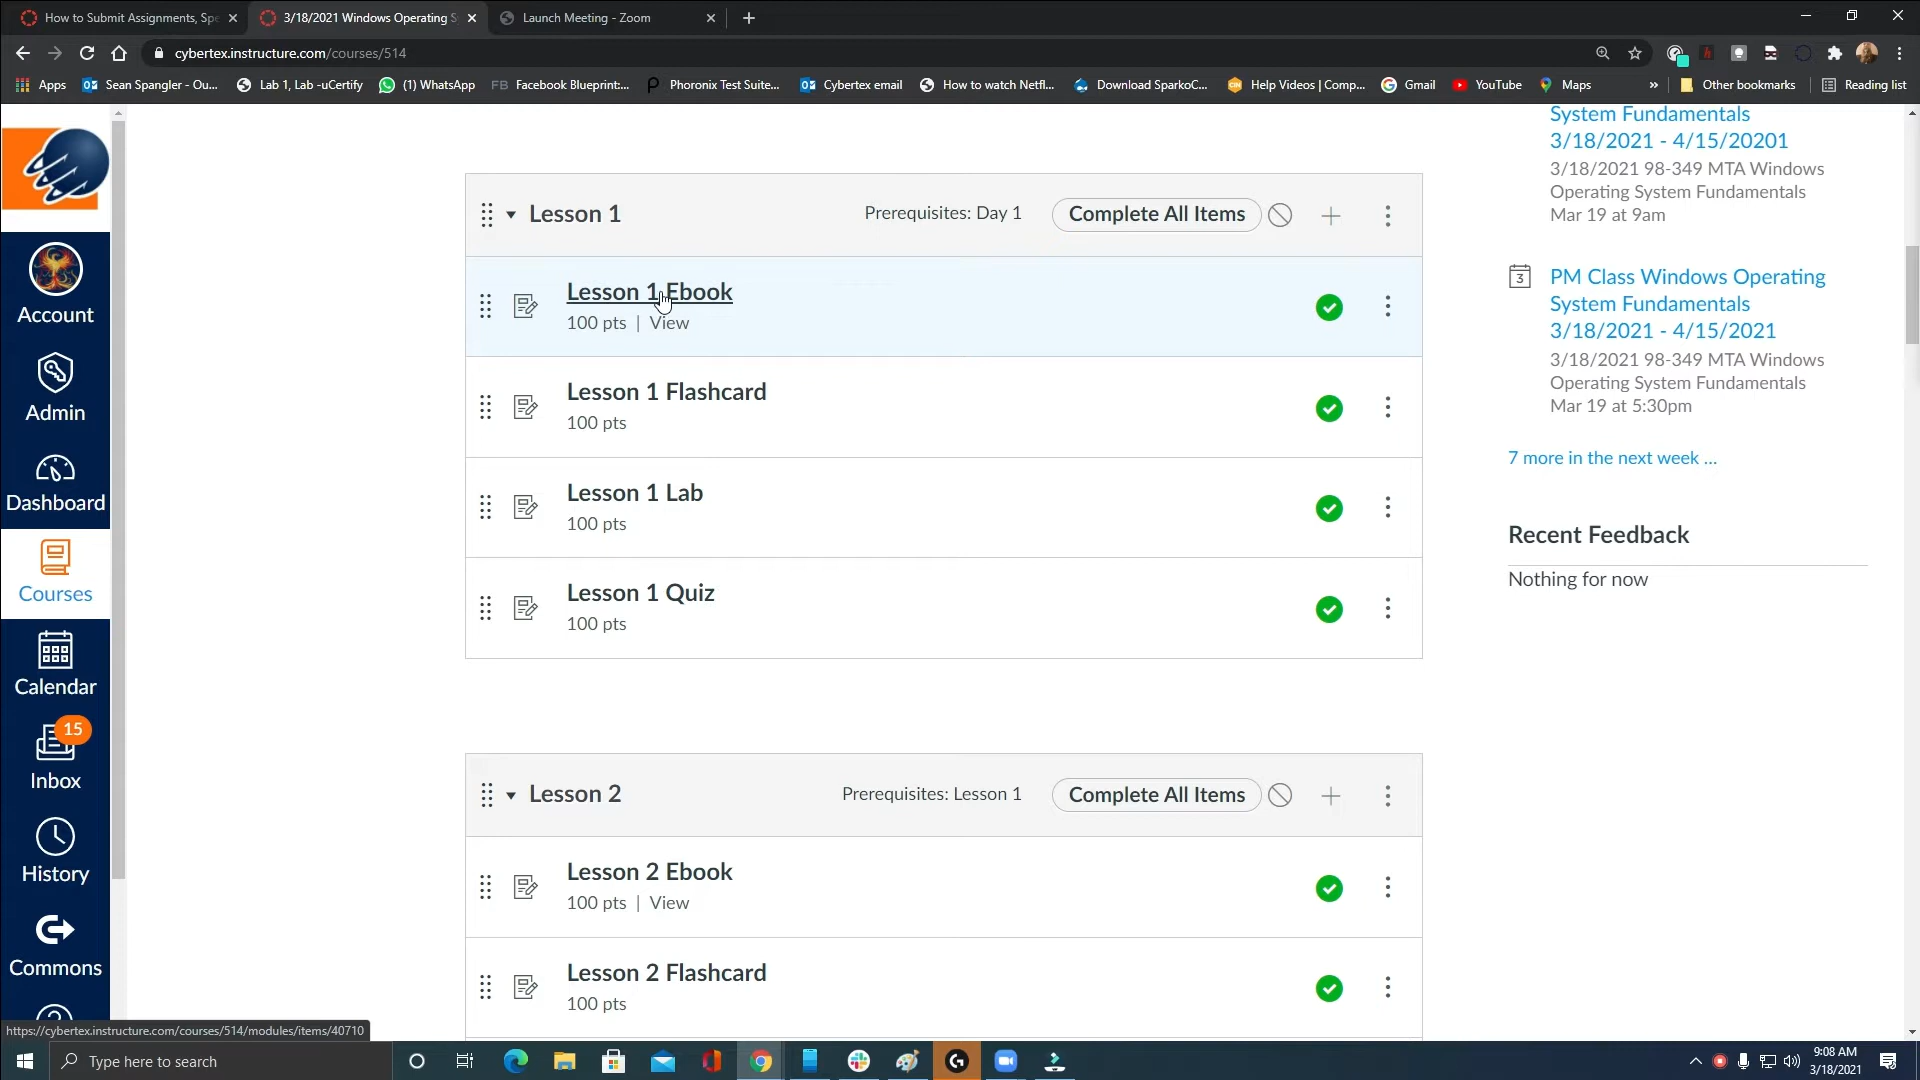 How to Submit Assignments, Spe
3/18/2021 Windows Operating S
Launch Meeting - Zoom
cybertex.instructure.com/courses/514
Apps
Sean Spangler - Ou...
Lab 1, Lab -uCertify
(1) WhatsApp
FB Facebook Blueprint:...
Phoronix Test Suite...
Cybertex email
How to watch Netfl...
Download SparkoC...
Help Videos | Comp...
Gmail
YouTube
Maps
»
Other bookmarks
Reading list
Account
Admin
Dashboard
Courses
Calendar
15
Inbox
History
Commons
Lesson 1
Prerequisites: Day 1
Complete All Items
Lesson 1 Ebook
100 pts | View
Lesson 1 Flashcard
100 pts
Lesson 1 Lab
100 pts
Lesson 1 Quiz
100 pts
Lesson 2
Prerequisites: Lesson 1
Complete All Items
Lesson 2 Ebook
100 pts | View
Lesson 2 Flashcard
100 pts
System Fundamentals
3/18/2021 - 4/15/20201
3/18/2021 98-349 MTA Windows
Operating System Fundamentals
Mar 19 at 9am
3
PM Class Windows Operating
System Fundamentals
3/18/2021 - 4/15/2021
3/18/2021 98-349 MTA Windows
Operating System Fundamentals
Mar 19 at 5:30pm
7 more in the next week ...
Recent Feedback
Nothing for now
https://cybertex.instructure.com/courses/514/modules/items/40710
Type here to search
9:08 AM
3/18/2021